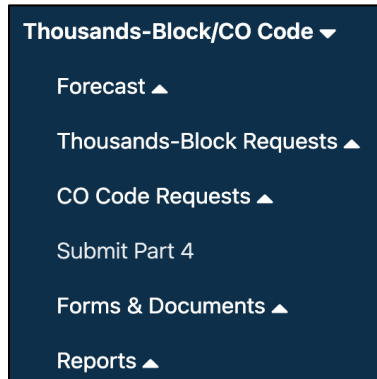 Thousands-Block/CO Code
Forecast
Thousands-Block Requests
CO Code Requests
Submit Part 4
Forms & Documents
Reports